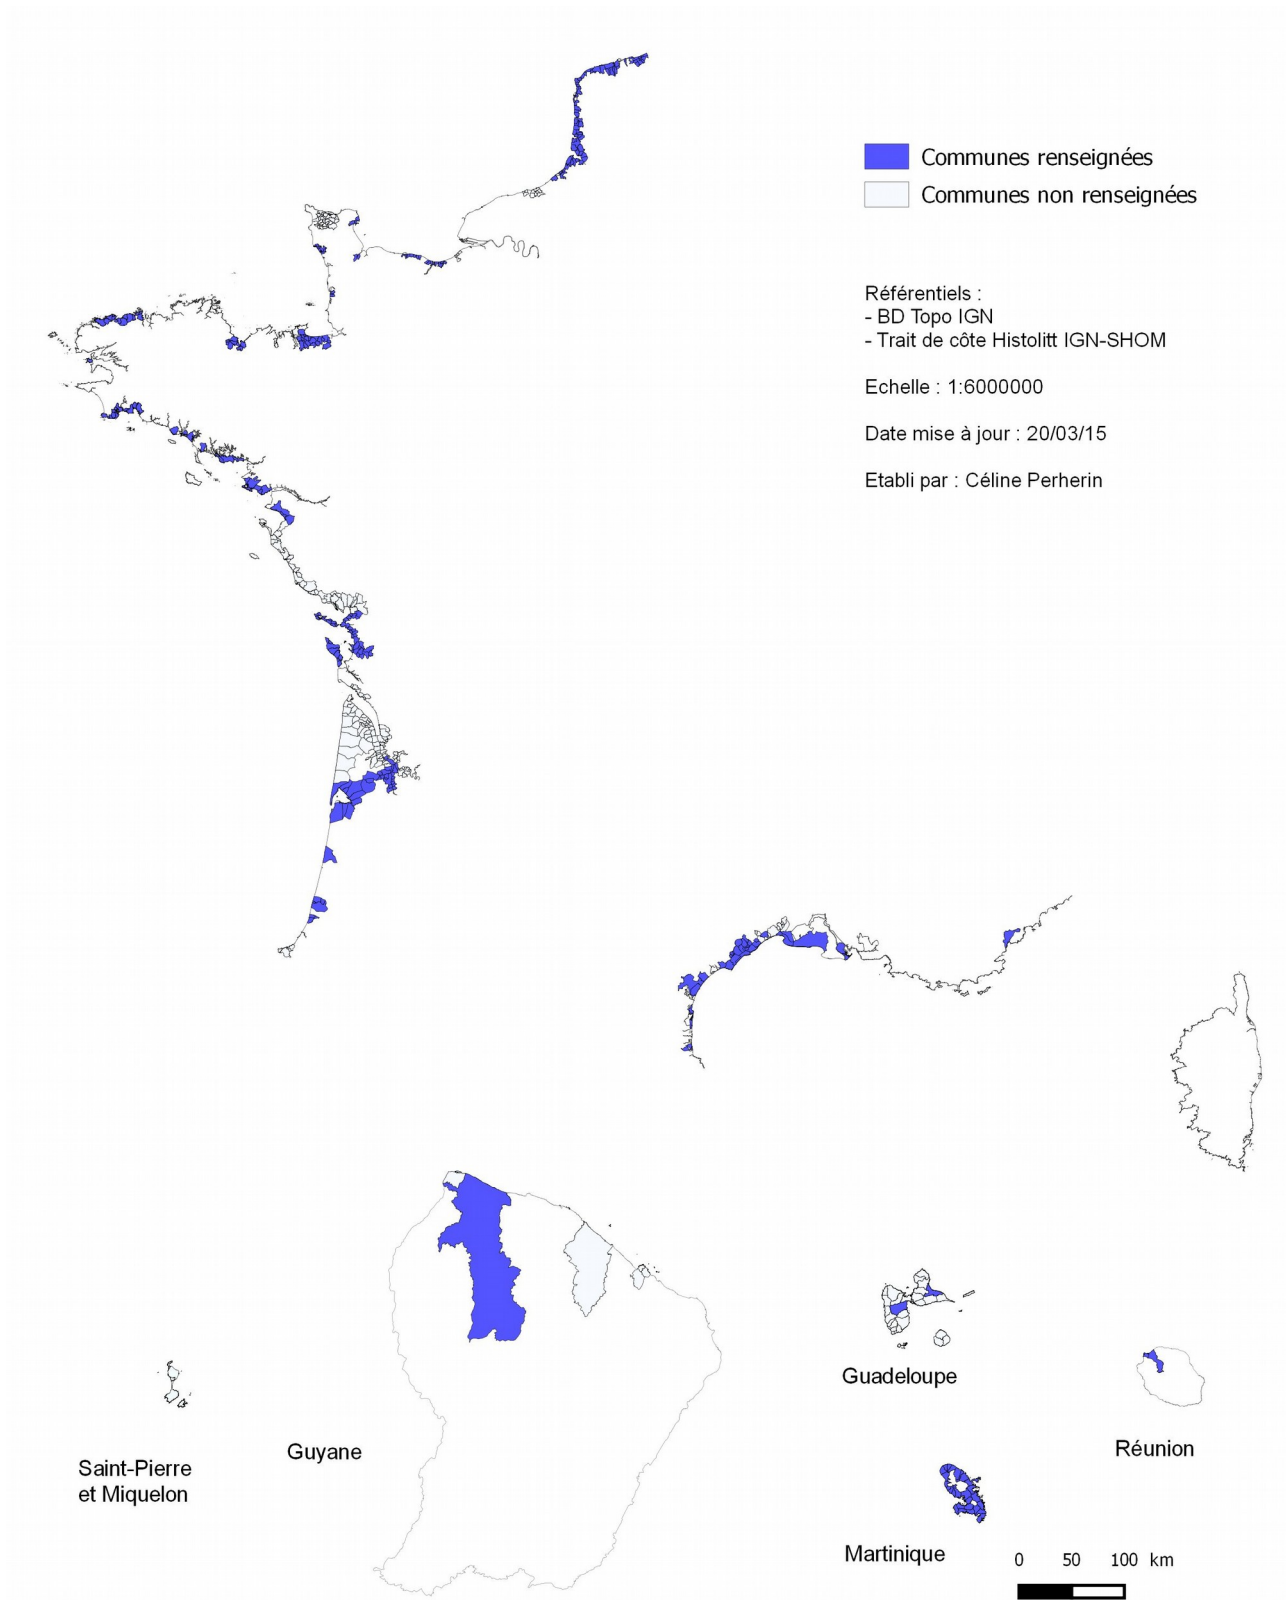 Communes renseignées
Communes non renseignées
Référentiels :
- BD Topo IGN
- Trait de côte Histolitt IGN-SHOM
Echelle : 1:6000000
Date mise à jour : 20/03/15
Etabli par : Céline Perherin
Guadeloupe
Réunion
Guyane
Saint-Pierre
et Miquelon
Martinique
0 50 100 km